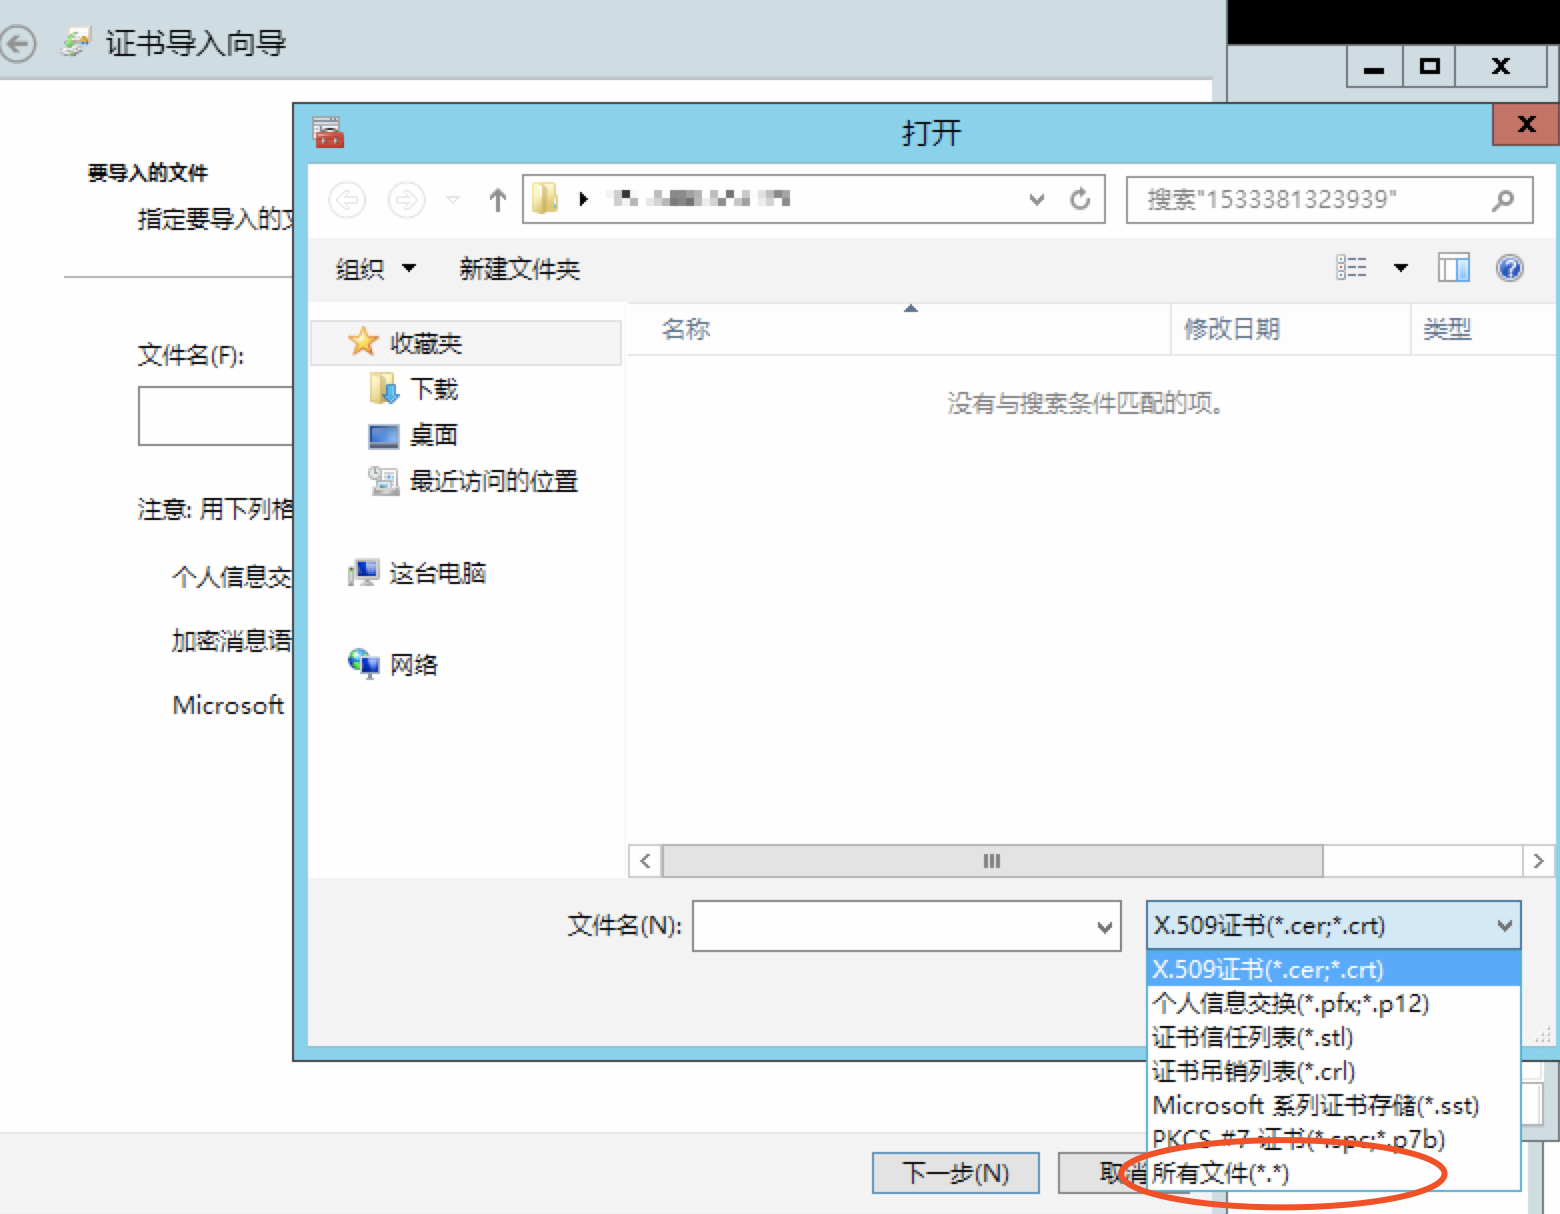 证书导入向导
要导入的文件
指定要导入的文
文件名(F):
注意: 用下列格
个人信息交
加密消息语
Microsoft
打开
搜索"1533381323939"
组织
新建文件夹
收藏夹
下载
桌面
最近访问的位置
这台电脑
网络
名称
修改日期
类型
没有与搜索条件匹配的项。
文件名(N):
X.509证书(*.cer;*.crt)
X.509证书(*.cer;*.crt)
个人信息交换(*.pfx;*.p12)
证书信任列表(*.stl)
证书吊销列表(*.crl)
Microsoft 系列证书存储(*.sst)
PKCS #7 证书(*.spc;*.p7b)
所有文件(*.*)
下一步(N)
取消